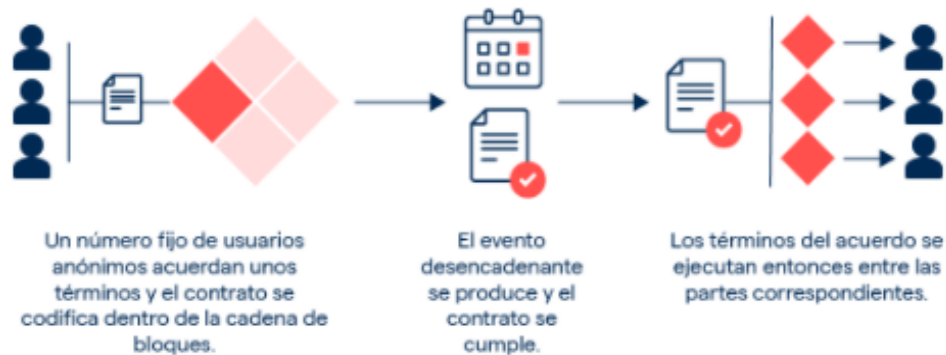 Un número fijo de usuarios
anónimos acuerdan unos
términos y el contrato se
codifica dentro de la cadena de
bloques.
El evento
desencadenante
se produce y el
contrato se
cumple.
Los términos del acuerdo se
ejecutan entonces entre las
partes correspondientes.